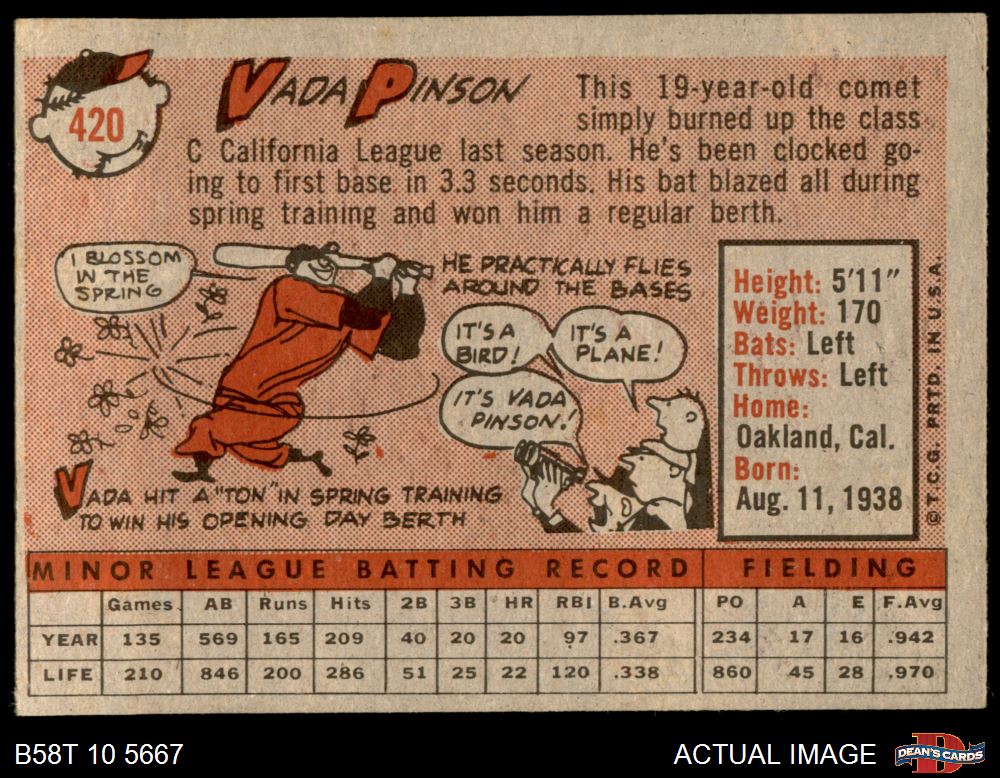 420
VADA PINSON
This 19-year-old comet
simply burned up the class
C California League last season. He's been clocked go-
ing to first base in 3.3 seconds. His bat blazed all during
spring training and won him a regular berth.
I BLOSSOM
IN THE
SPRING
HE PRACTICALLY FLIES
AROUND THE BASES
IT'S A
BIRD!
IT'S A
PLANE!
IT'S VADA
PINSON!
VADA HIT A "TON" IN SPRING TRAINING
TO WIN HIS OPENING DAY BERTH
Height: 5'11"
Weight: 170
Bats: Left
Throws: Left
Home:
Oakland, Cal.
Born:
Aug. 11, 1938
© T.C.G. PRTD. IN U.S.A.
MINOR LEAGUE BATTING RECORD FIELDING
Games AB Runs Hits 2B 3B HR RBI B.Avg PO A E F.Avg
YEAR 135 569 165 209 40 20 20 97 .367 234 17 16 .942
LIFE 210 846 200 286 51 25 22 120 .338 860 45 28 .970
B58T 10 5667
ACTUAL IMAGE
DEAN'S CARDS